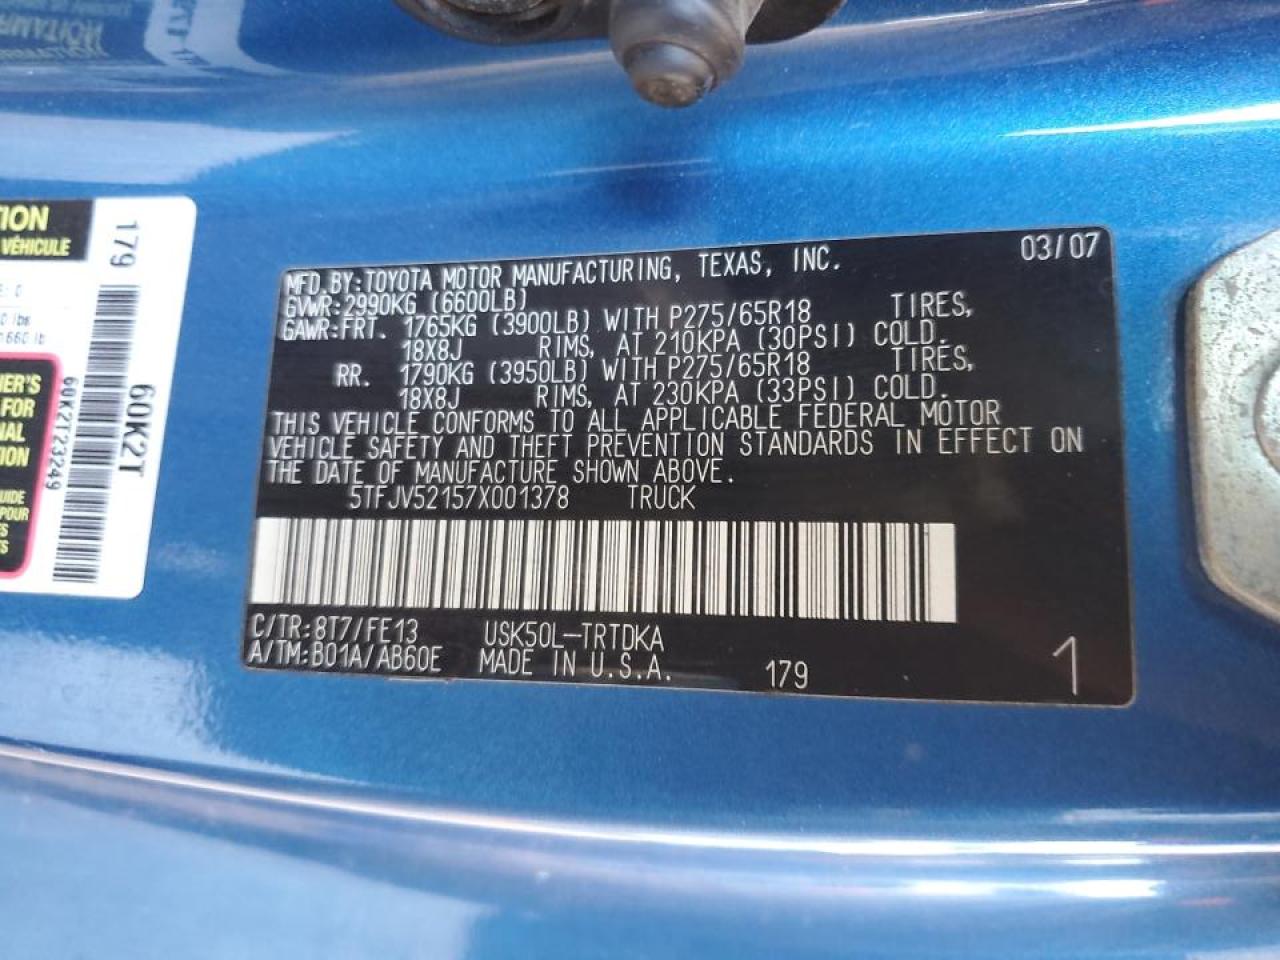 MFD. BY: TOYOTA MOTOR MANUFACTURING, TEXAS, INC. 03/07
GVWR: 2990KG (6600LB)
GAWR: FRT. 1765KG (3900LB) WITH P275/65R18 TIRES,
18X8J RIMS, AT 210KPA (30PSI) COLD.
RR. 1790KG (3950LB) WITH P275/65R18 TIRES,
18X8J RIMS, AT 230KPA (33PSI) COLD.
THIS VEHICLE CONFORMS TO ALL APPLICABLE FEDERAL MOTOR
VEHICLE SAFETY AND THEFT PREVENTION STANDARDS IN EFFECT ON
THE DATE OF MANUFACTURE SHOWN ABOVE.
5TFJV52157X001378 TRUCK
C/TR: 8T7/FE13 USK50L-TRTDKA
A/TM: B01A/AB60E MADE IN U.S.A. 179 1
VÉHICULE
179
60K2T
60K2T23249
FOR
POUR